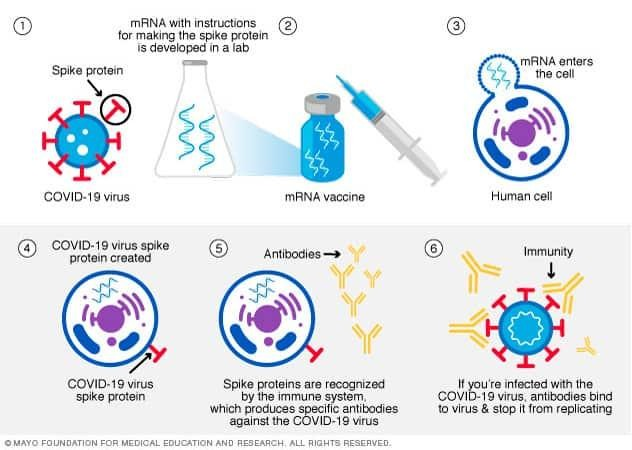 1
Spike protein
COVID-19 virus
mRNA with instructions
for making the spike protein
is developed in a lab
2
mRNA vaccine
3
mRNA enters
the cell
Human cell
4
COVID-19 virus spike
protein created
COVID-19 virus
spike protein
5
Antibodies
Spike proteins are recognized
by the immune system,
which produces specific antibodies
against the COVID-19 virus
6
Immunity
If you're infected with the
COVID-19 virus, antibodies bind
to virus & stop it from replicating
© MAYO FOUNDATION FOR MEDICAL EDUCATION AND RESEARCH. ALL RIGHTS RESERVED.